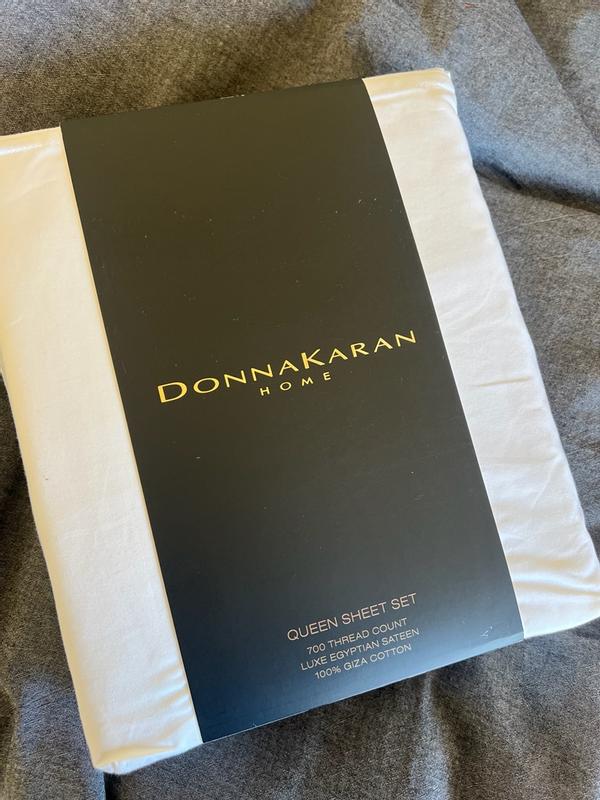 DONNAKARAN
HOME
QUEEN SHEET SET
700 THREAD COUNT
LUXE EGYPTIAN SATEEN
100% GIZA COTTON